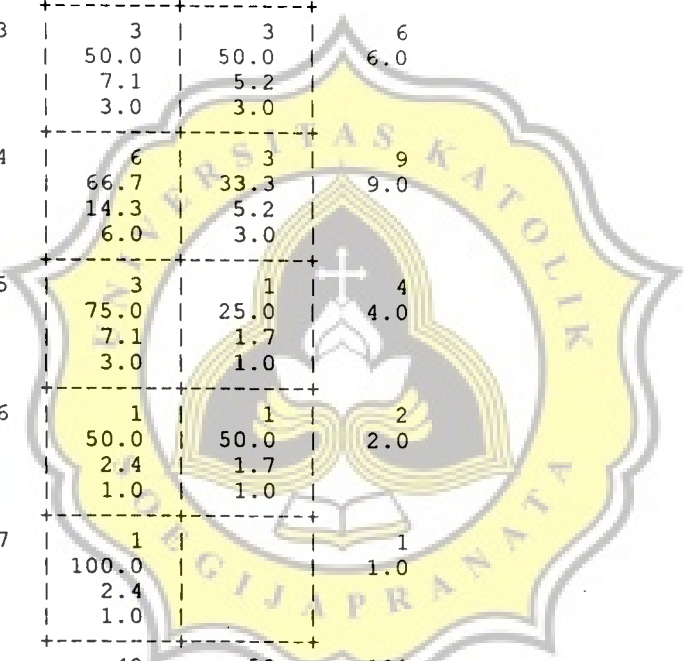 +--------+--------+
3 | 3 | 3 | 6
| 50.0 | 50.0 | 6.0
| 7.1 | 5.2 |
| 3.0 | 3.0 |
+--------+--------+
4 | 6 | 3 | 9
| 66.7 | 33.3 | 9.0
| 14.3 | 5.2 |
| 6.0 | 3.0 |
+--------+--------+
5 | 3 | 1 | 4
| 75.0 | 25.0 | 4.0
| 7.1 | 1.7 |
| 3.0 | 1.0 |
+--------+--------+
6 | 1 | 1 | 2
| 50.0 | 50.0 | 2.0
| 2.4 | 1.7 |
| 1.0 | 1.0 |
+--------+--------+
7 | 1 | | 1
| 100.0 | | 1.0
| 2.4 | |
| 1.0 | |
+--------+--------+
UNIVERSITAS KATOLIK
SOEGIJAPRANATA